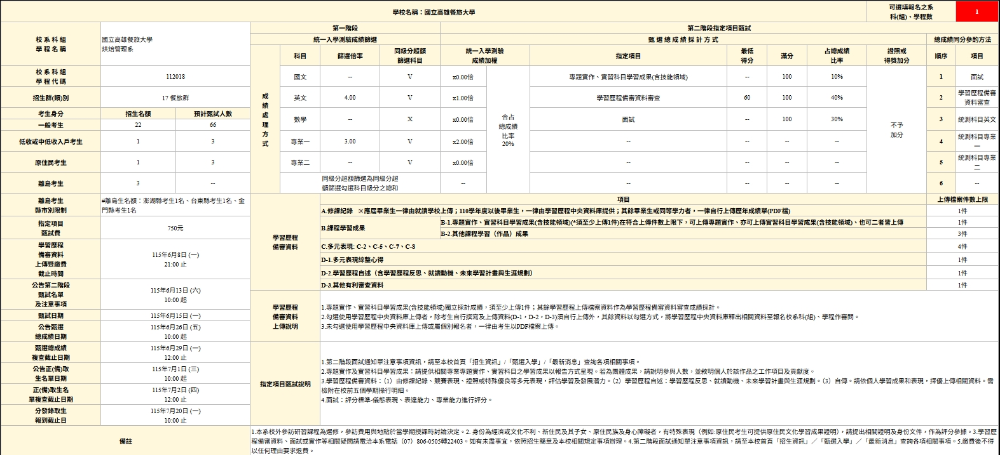 學校名稱：國立高雄餐旅大學
可選填報名之系
科(組)、學程數
1
校 系 科 組
學 程 名 稱
國立高雄餐旅大學
烘焙管理系
第一階段
第二階段指定項目甄試
統一入學測驗成績篩選
甄 選 總 成 績 採 計 方 式
總成績同分參酌方法
成績處理方式
科目
篩選倍率
同級分超額
篩選科目
統一入學測驗
成績加權
指定項目
最低
得分
滿分
占總成績
比率
證照或
得獎加分
順序
項目
校 系 科 組
學 程 代 碼
112018
國文
--
V
x0.00倍
合占
總成績
比率
20%
專題實作、實習科目學習成果(含技能領域)
--
100
10%
不予
加分
1
面試
招生群(類)別
17 餐旅群
英文
4.00
V
x1.00倍
學習歷程備審資料審查
60
100
40%
2
學習歷程備審
資料審查
考生身分
招生名額
預計甄試人數
一般考生
22
66
數學
--
X
x0.00倍
面試
--
100
30%
3
統測科目英文
低收或中低收入戶考生
1
3
專業一
3.00
V
x2.00倍
--
--
--
--
4
統測科目專業
一
原住民考生
1
3
專業二
--
V
x0.00倍
--
--
--
--
5
統測科目專業
二
離島考生
3
--
同級分超額篩選為同級分超
額篩選勾選科目級分之總和
--
--
--
--
--
6
--
離島考生
縣市別限制
#離島生名額：澎湖縣考生1名、台東縣考生1名、金
門縣考生1名
學習歷程
備審資料
項目
上傳檔案件數上限
A.修課紀錄　※應屆畢業生一律由就讀學校上傳；110學年度以後畢業生，一律由學習歷程中央資料庫提供；其餘畢業生或同等學力者，一律自行上傳歷年成績單(PDF檔)
1件
指定項目
甄試費
750元
B.課程學習成果
B-1.專題實作、實習科目學習成果(含技能領域)(*須至少上傳1件)在符合上傳件數上限下，可上傳專題實作、亦可上傳實習科目學習成果(含技能領域)、也可二者皆上傳
1件
B-2.其他課程學習（作品）成果
3件
學習歷程
備審資料
上傳暨繳費
截止時間
115年6月8日 (一)
21:00 止
C.多元表現: C-2、C-5、C-7、C-8
4件
D-1.多元表現綜整心得
1件
D-2.學習歷程自述（含學習歷程反思、就讀動機、未來學習計畫與生涯規劃）
1件
D-3.其他有利審查資料
1件
公告第二階段
甄試名單
及注意事項
115年6月13日 (六)
10:00 起
學習歷程
備審資料
上傳說明
1.專題實作、實習科目學習成果(含技能領域)獨立採計成績，須至少上傳1件；其餘學習歷程上傳檔案資料作為學習歷程備審資料審查成績採計。
2.勾選使用學習歷程中央資料庫上傳者，除考生自行撰寫及上傳資料(D-1，D-2，D-3)須自行上傳外，其餘資料以勾選方式，將學習歷程中央資料庫釋出相關資料至報名校系科(組)、學程作審閱。
3.未勾選使用學習歷程中央資料庫上傳或屬個別報名者，一律由考生以PDF檔案上傳。
甄試日期
115年6月15日 (一)
公告甄選
總成績日期
115年6月26日 (五)
10:00 起
甄選總成績
複查截止日期
115年6月29日 (一)
12:00 止
指定項目甄試說明
1.第二階段面試通知單注意事項資訊，請至本校首頁「招生資訊」/「甄選入學」/「最新消息」查詢各項相關事項。
2.專題實作及實習科目學習成果：請提供相關專業專題實作、實習科目之學習成果以報告方式呈現。若為團體成果，請說明參與人數，並敘明個人於該作品之工作項目及貢獻度。
3.學習歷程備審資料：（1）由修課紀錄、競賽表現、證照或特殊優良等多元表現，評估學習及發展潛力。（2）學習歷程自述：學習歷程反思、就讀動機、未來學習計畫與生涯規劃。（3）自傳。請依個人學習成果和表現，擇優上傳相關資料。需
檢附在校前五個學期操行明細。
4.面試：評分標準-儀態表現、表達能力、專業能力進行評分。
公告正(備)取
生名單日期
115年7月1日 (三)
10:00 起
正(備)取生名
單複查截止日期
115年7月2日 (四)
12:00 止
分發錄取生
報到截止日
115年7月20日 (一)
10:00 止
備註
1.本系校外參訪研習課程為選修，參訪費用與地點於當學期授課時討論決定。2. 身份為經濟或文化不利、新住民及其子女、原住民族及身心障礙者，有特殊表現（例如:原住民考生可提供原住民文化學習成果證明），請提出相關證明及身份文件，作為評分參據。3.學習歷
程備審資料、面試或實作等相關疑問請電洽本系電話（07）806-0505轉22403。如有未盡事宜，依照招生簡章及本校相關規定事項辦理。4.第二階段面試通知單注意事項資訊，請至本校首頁「招生資訊」／「甄選入學」／「最新消息」查詢各項相關事項。5.繳費後不得
以任何理由要求退費。